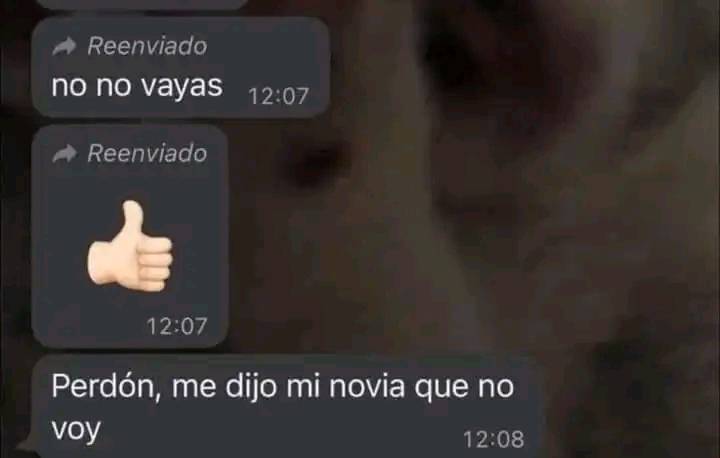 Reenviado
no no vayas 12:07
Reenviado
👍🏻
12:07
Perdón, me dijo mi novia que no
voy 12:08